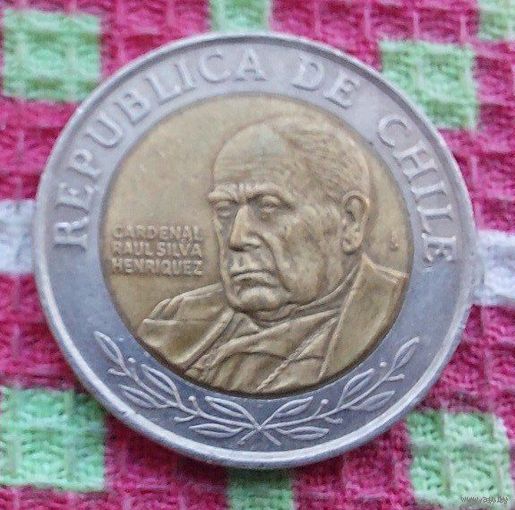 REPUBLICA DE CHILE
CARDENAL
RAUL SILVA
HENRIQUEZ